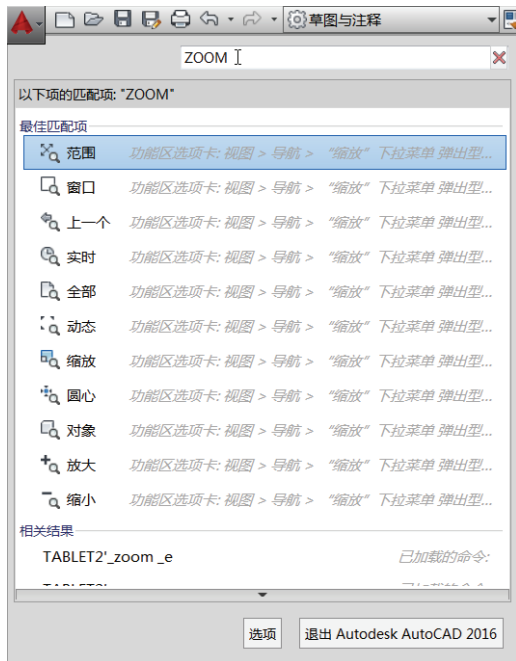 草图与注释
ZOOM
以下项的匹配项: "ZOOM"
最佳匹配项
范围 功能区选项卡: 视图 > 导航 > “缩放” 下拉菜单 弹出型...
窗口 功能区选项卡: 视图 > 导航 > “缩放” 下拉菜单 弹出型...
上一个 功能区选项卡: 视图 > 导航 > “缩放” 下拉菜单 弹出型...
实时 功能区选项卡: 视图 > 导航 > “缩放” 下拉菜单 弹出型...
全部 功能区选项卡: 视图 > 导航 > “缩放” 下拉菜单 弹出型...
动态 功能区选项卡: 视图 > 导航 > “缩放” 下拉菜单 弹出型...
缩放 功能区选项卡: 视图 > 导航 > “缩放” 下拉菜单 弹出型...
圆心 功能区选项卡: 视图 > 导航 > “缩放” 下拉菜单 弹出型...
对象 功能区选项卡: 视图 > 导航 > “缩放” 下拉菜单 弹出型...
放大 功能区选项卡: 视图 > 导航 > “缩放” 下拉菜单 弹出型...
缩小 功能区选项卡: 视图 > 导航 > “缩放” 下拉菜单 弹出型...
相关结果
TABLET2'_zoom _e 已加载的命令:
选项 退出 Autodesk AutoCAD 2016